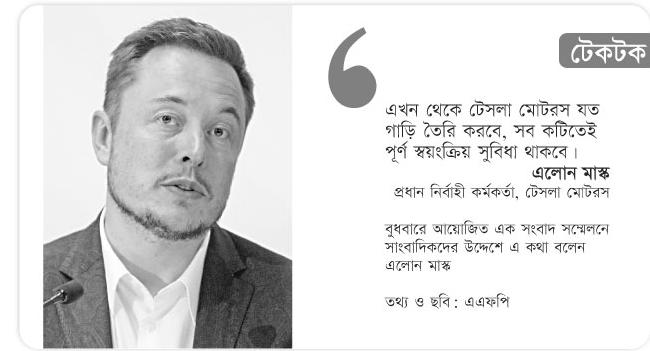 টেকটক
এখন থেকে টেসলা মোটরস যত
গাড়ি তৈরি করবে, সব কটিতেই
পূর্ণ স্বয়ংক্রিয় সুবিধা থাকবে।
এলোন মাস্ক
প্রধান নির্বাহী কর্মকর্তা, টেসলা মোটরস
বুধবারে আয়োজিত এক সংবাদ সম্মেলনে
সাংবাদিকদের উদ্দেশে এ কথা বলেন
এলোন মাস্ক
তথ্য ও ছবি : এএফপি